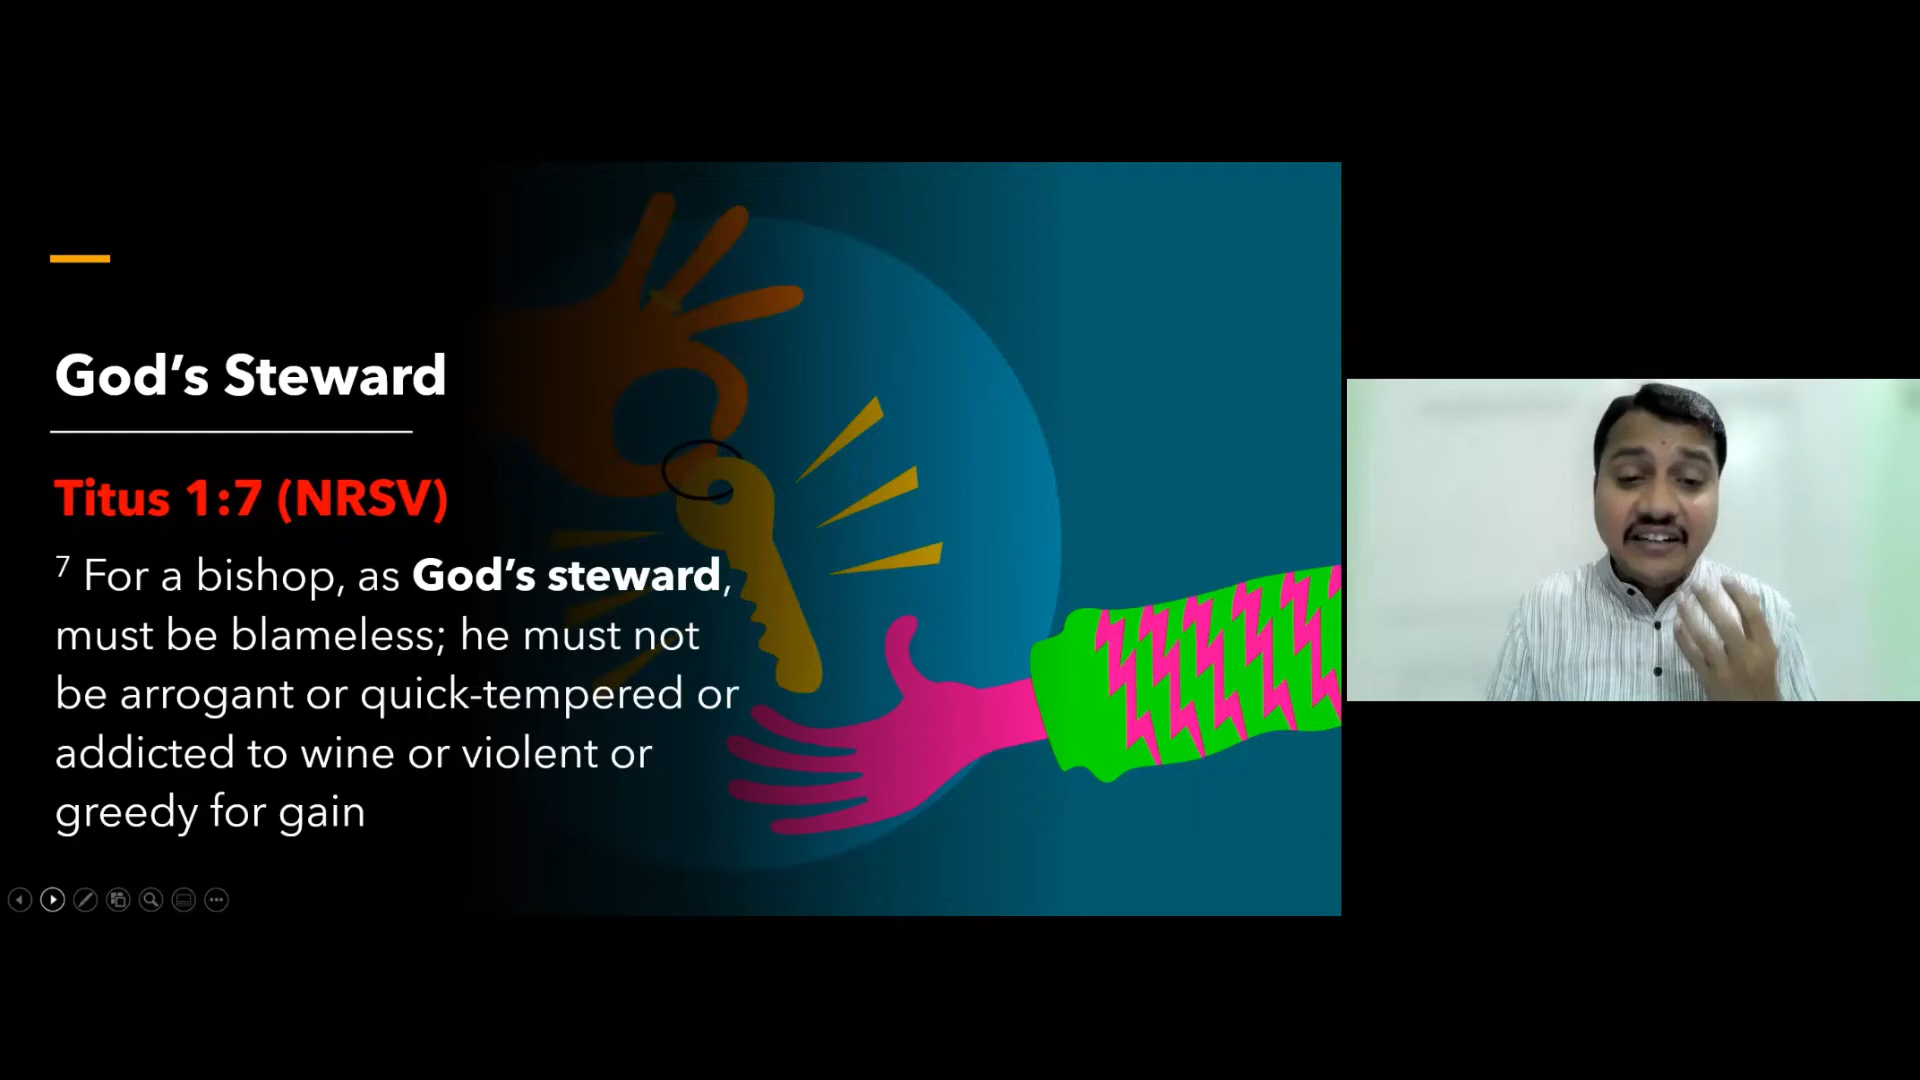 God’s Steward
Titus 1:7 (NRSV)
7 For a bishop, as God’s steward,
must be blameless; he must not
be arrogant or quick-tempered or
addicted to wine or violent or
greedy for gain